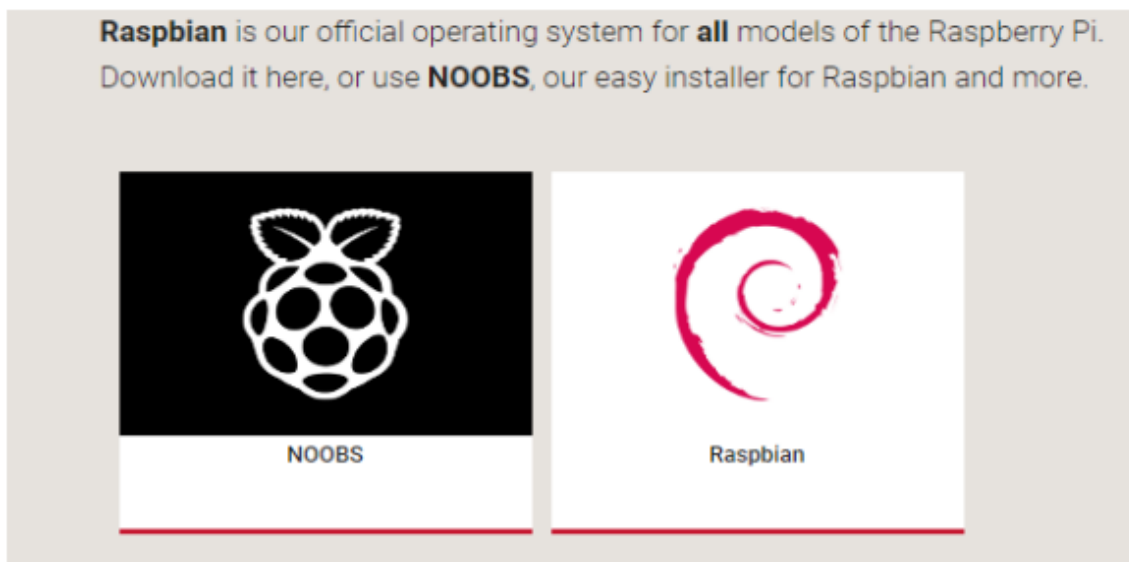 Raspbian is our official operating system for all models of the Raspberry Pi.
Download it here, or use NOOBS, our easy installer for Raspbian and more.
NOOBS
Raspbian